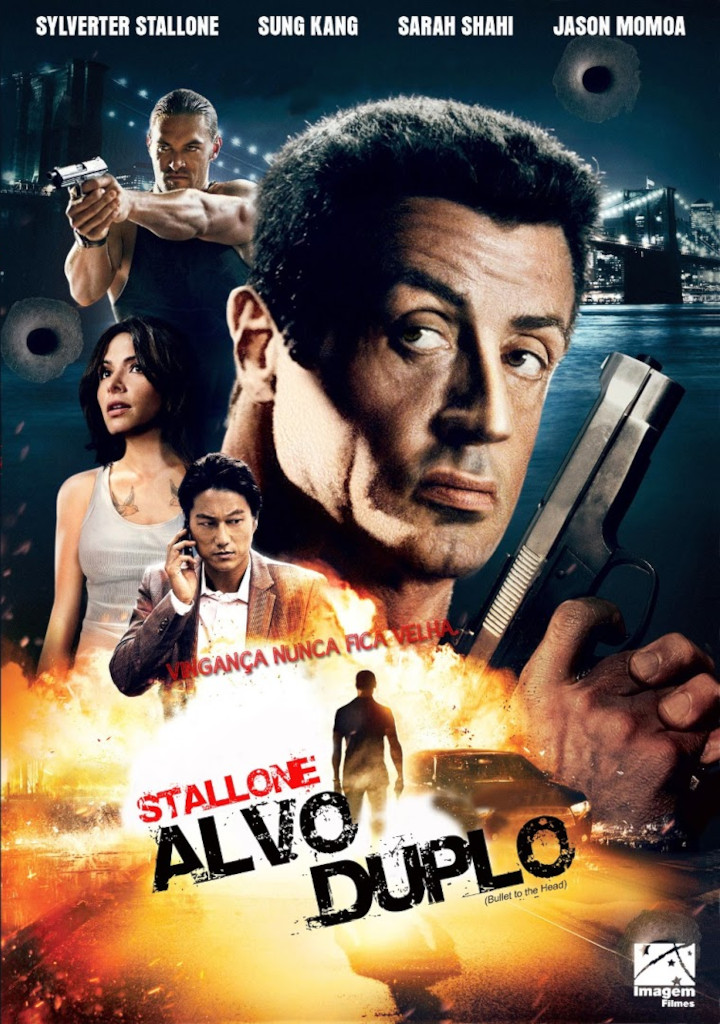 SYLVERTER STALLONE SUNG KANG SARAH SHAHI JASON MOMOA
VINGANÇA NUNCA FICA VELHA.
STALLONE
ALVO
DUPLO
(Bullet to the Head)
Imagem
Filmes